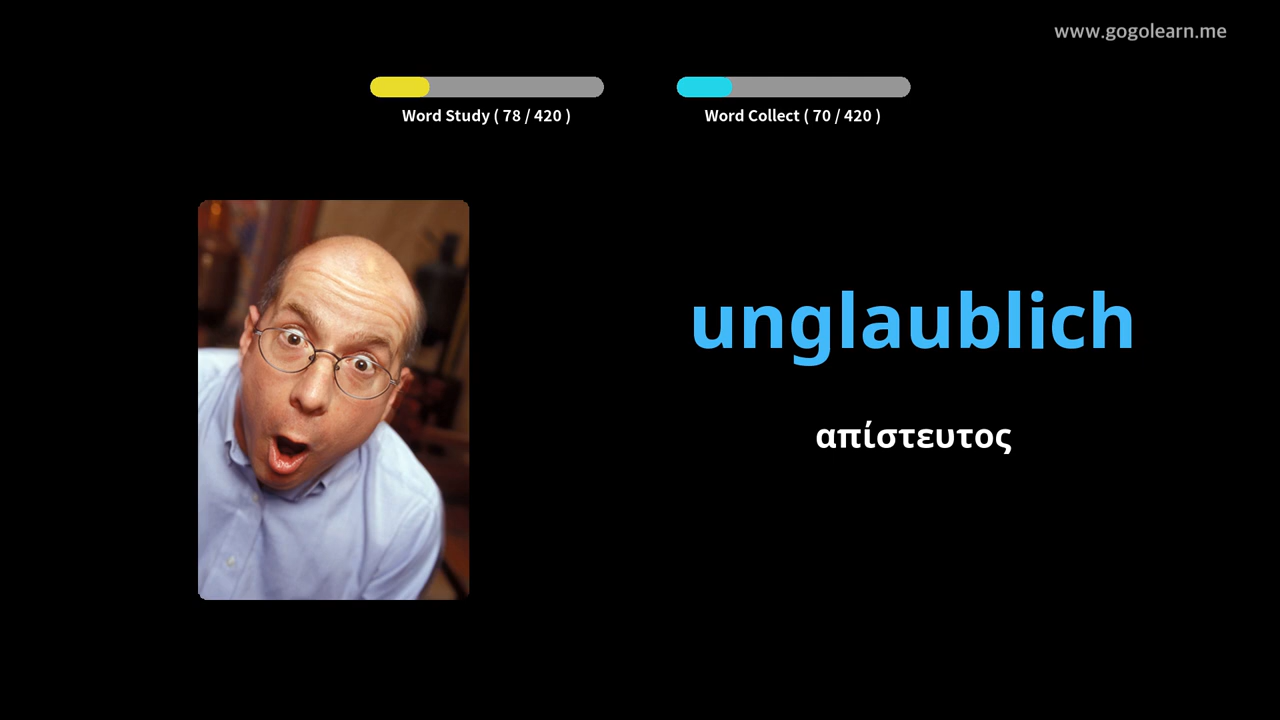 www.gogolearn.me
Word Study ( 78 / 420 )
Word Collect ( 70 / 420 )
unglaublich
απίστευτος